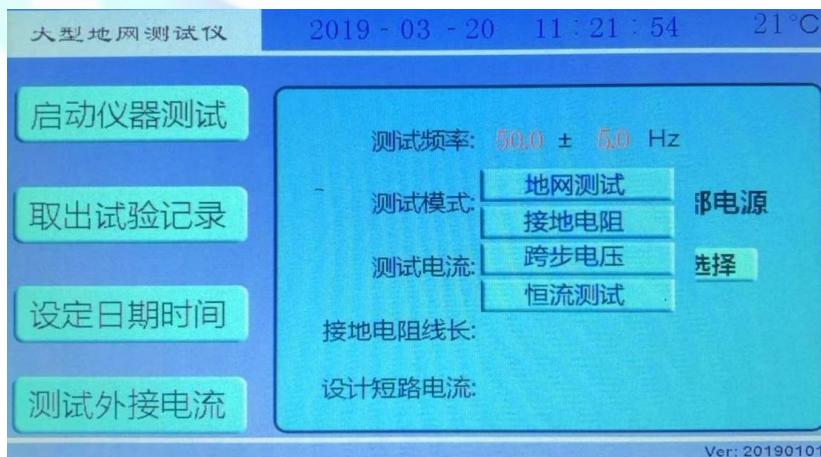 大型地网测试仪
2019 - 03 - 20 11 : 21 : 54 21°C
启动仪器测试
取出试验记录
设定日期时间
测试外接电流
测试频率: 50.0 ± 5.0 Hz
测试模式:
地网测试
接地电阻
跨步电压
恒流测试
部电源
测试电流:
选择
接地电阻线长:
设计短路电流:
Ver: 20190101